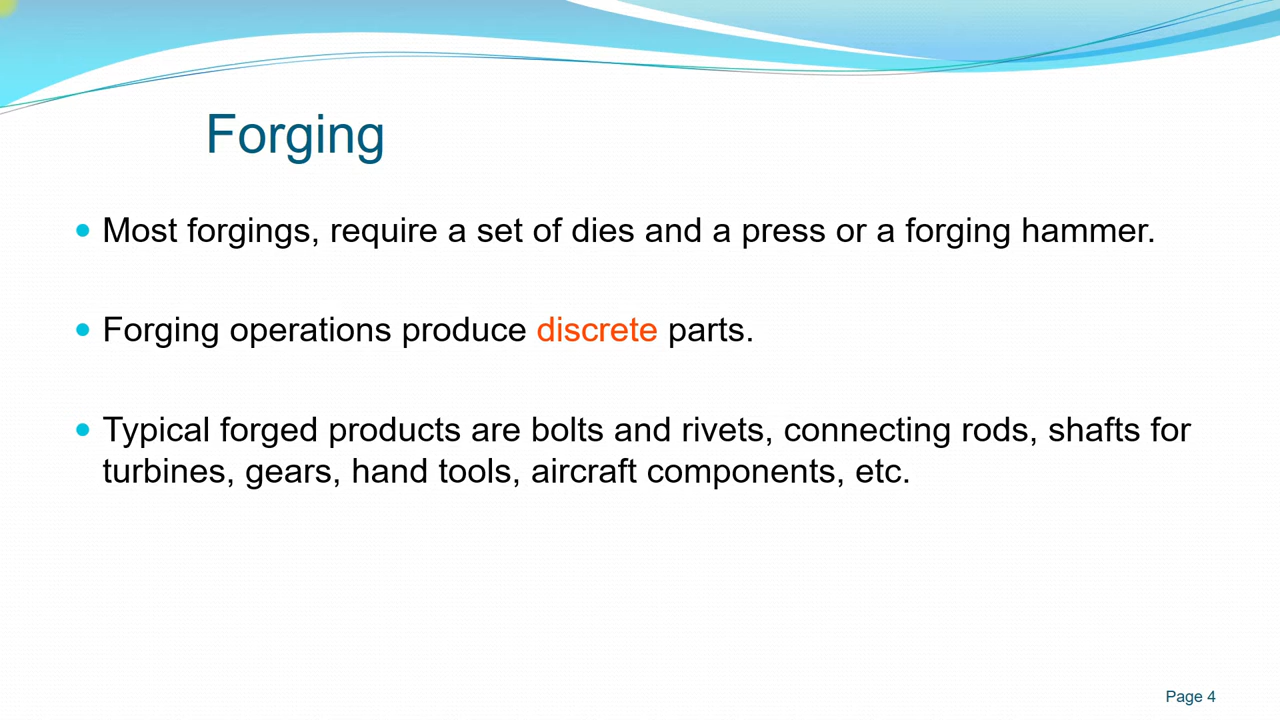 Forging
• Most forgings, require a set of dies and a press or a forging hammer.
• Forging operations produce discrete parts.
• Typical forged products are bolts and rivets, connecting rods, shafts for
turbines, gears, hand tools, aircraft components, etc.
Page 4